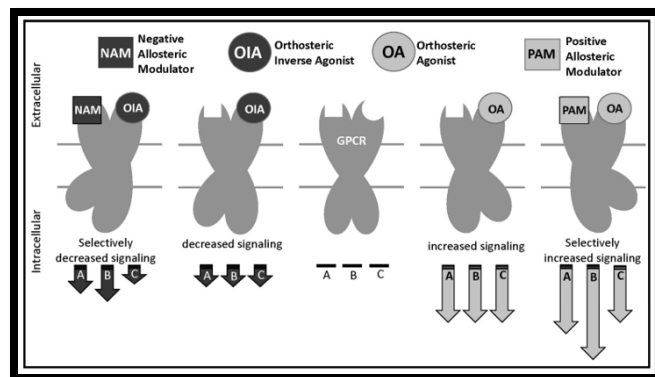 NAM
Negative
Allosteric
Modulator
OIA
Orthosteric
Inverse Agonist
OA
Orthosteric
Agonist
PAM
Positive
Allosteric
Modulator
Extracellular
NAM OIA
OIA
GPCR
OA
PAM OA
Intracellular
Selectively
decreased signaling
A B C
decreased signaling
A B C
A B C
increased signaling
A B C
Selectively
increased signaling
A B C